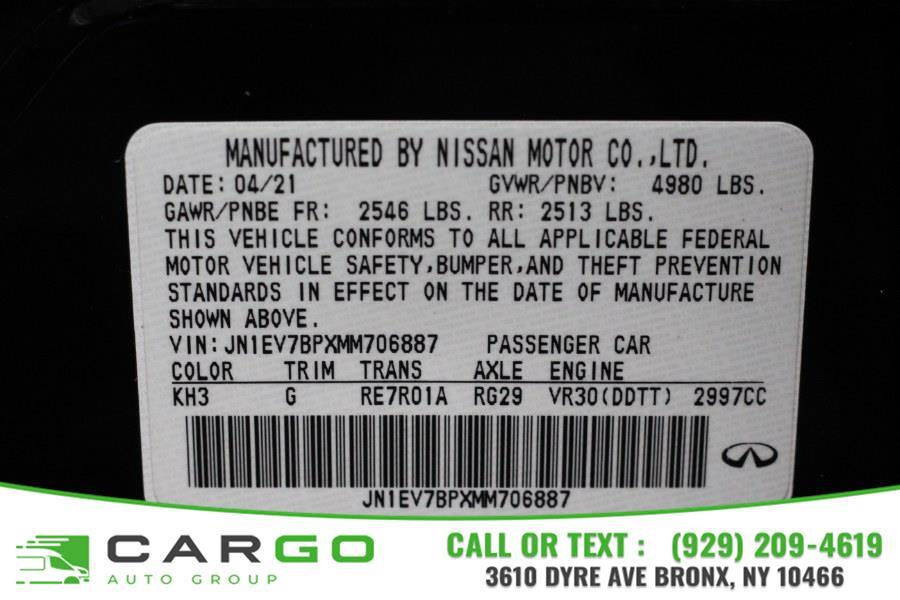 MANUFACTURED BY NISSAN MOTOR CO.,LTD.
DATE: 04/21 GVWR/PNBV: 4980 LBS.
GAWR/PNBE FR: 2546 LBS. RR: 2513 LBS.
THIS VEHICLE CONFORMS TO ALL APPLICABLE FEDERAL
MOTOR VEHICLE SAFETY,BUMPER,AND THEFT PREVENTION
STANDARDS IN EFFECT ON THE DATE OF MANUFACTURE
SHOWN ABOVE.
VIN:JN1EV7BPXMM706887 PASSENGER CAR
COLOR TRIM TRANS AXLE ENGINE
KH3 G RE7R01A RG29 VR30(DDTT) 2997CC
JN1EV7BPXMM706887
CARGO
AUTO GROUP
CALL OR TEXT : (929) 209-4619
3610 DYRE AVE BRONX, NY 10466